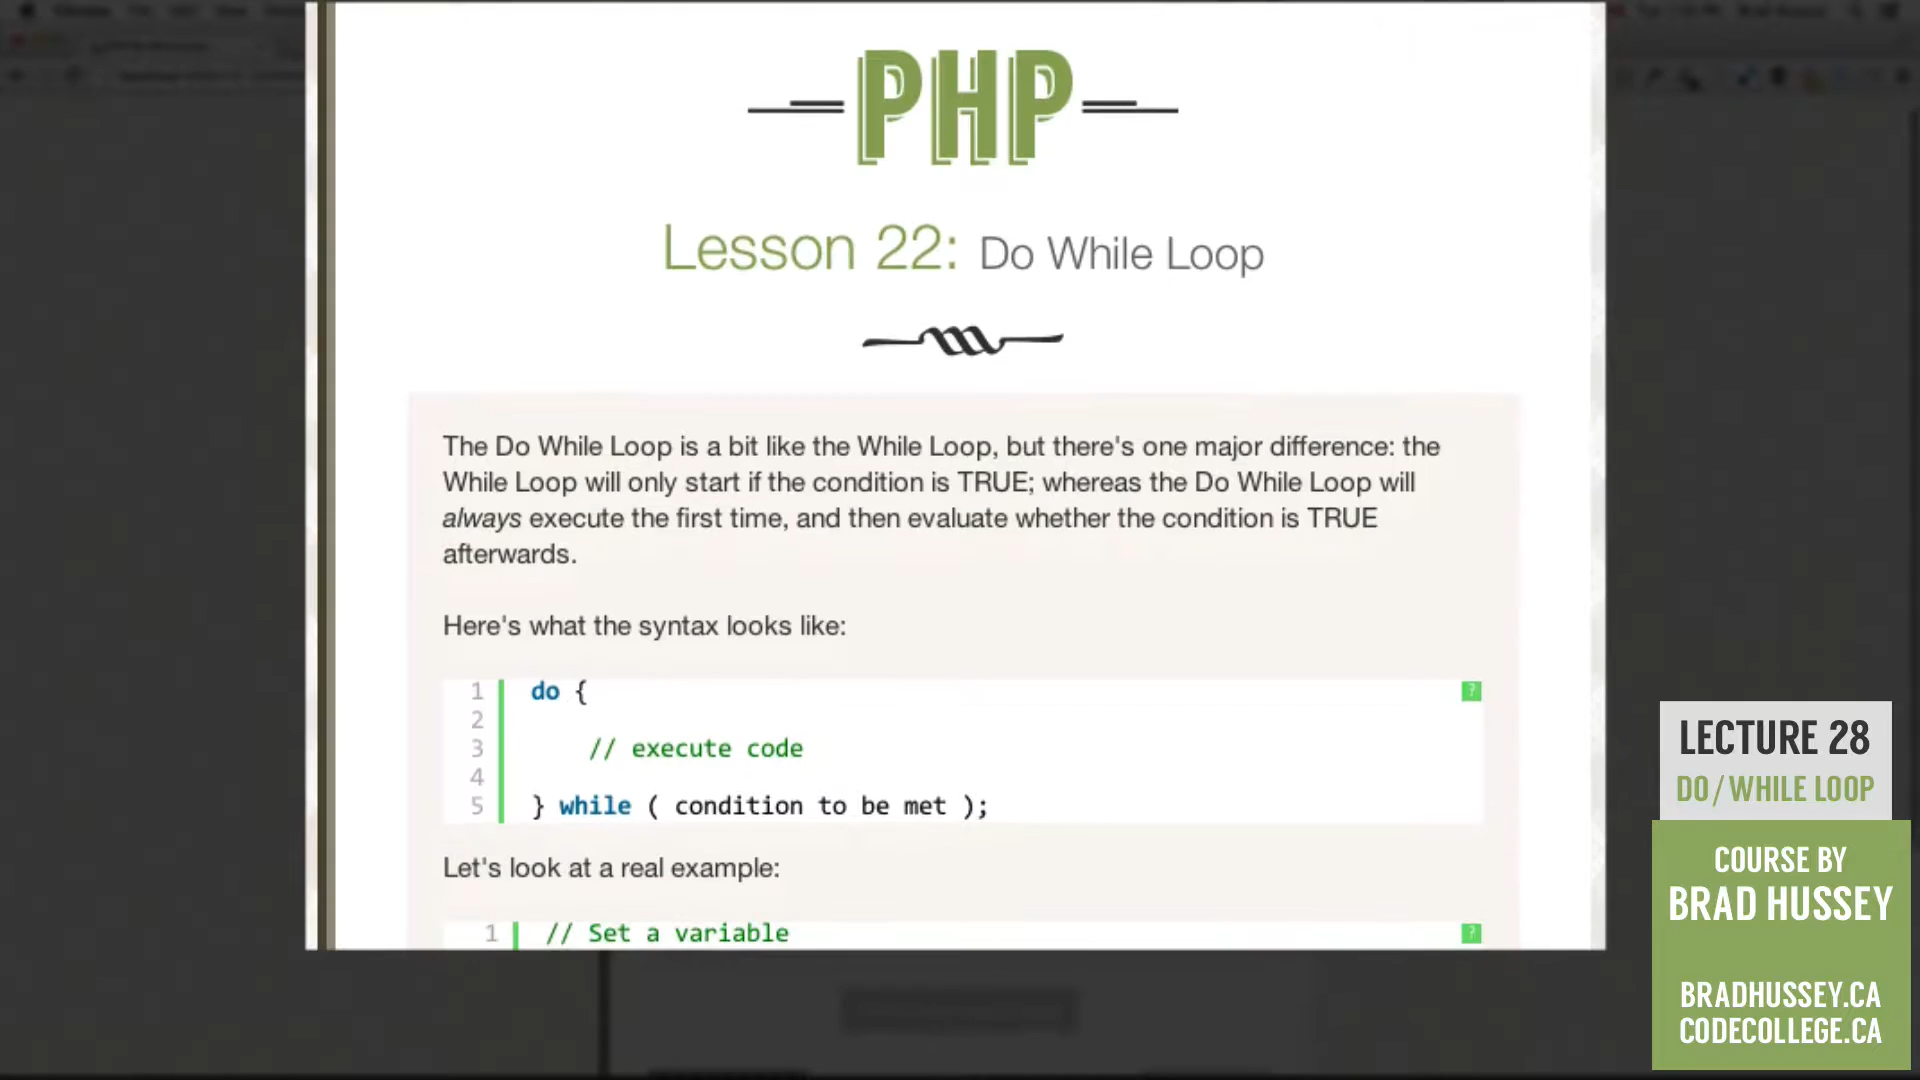 PHP
Lesson 22: Do While Loop
The Do While Loop is a bit like the While Loop, but there's one major difference: the
While Loop will only start if the condition is TRUE; whereas the Do While Loop will
always execute the first time, and then evaluate whether the condition is TRUE
afterwards.
Here's what the syntax looks like:
1 do {
?
2
3 // execute code
4
5 } while ( condition to be met );
Let's look at a real example:
1 // Set a variable
?
LECTURE 28
DO / WHILE LOOP
COURSE BY
BRAD HUSSEY
BRADHUSSEY.CA
CODECOLLEGE.CA